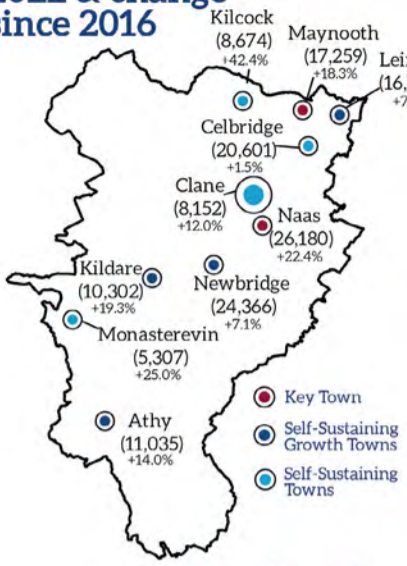 since 2016
Kilcock
(8,674)
+42.4%
Maynooth
(17,259)
+18.3%
Celbridge
(20,601)
+1.5%
Clane
(8,152)
+12.0%
Naas
(26,180)
+22.4%
Kildare
(10,302)
+19.3%
Newbridge
(24,366)
+7.1%
Monasterevin
(5,307)
+25.0%
Athy
(11,035)
+14.0%
Key Town
Self-Sustaining
Growth Towns
Self-Sustaining
Towns